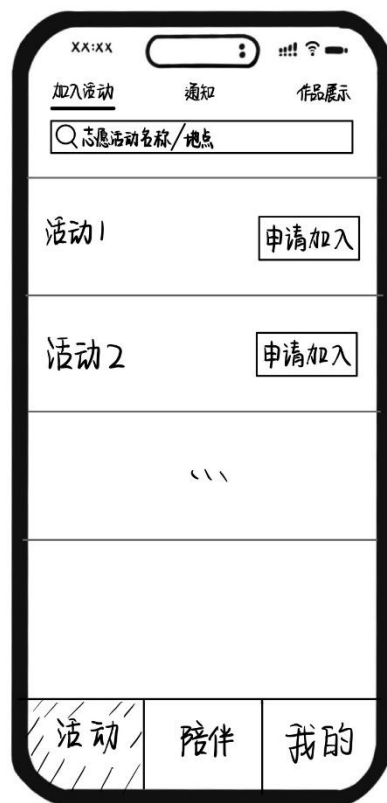 XX:XX
加入活动 通知 作品展示
志愿活动名称/地点
活动1 申请加入
活动2 申请加入
活动 陪伴 我的